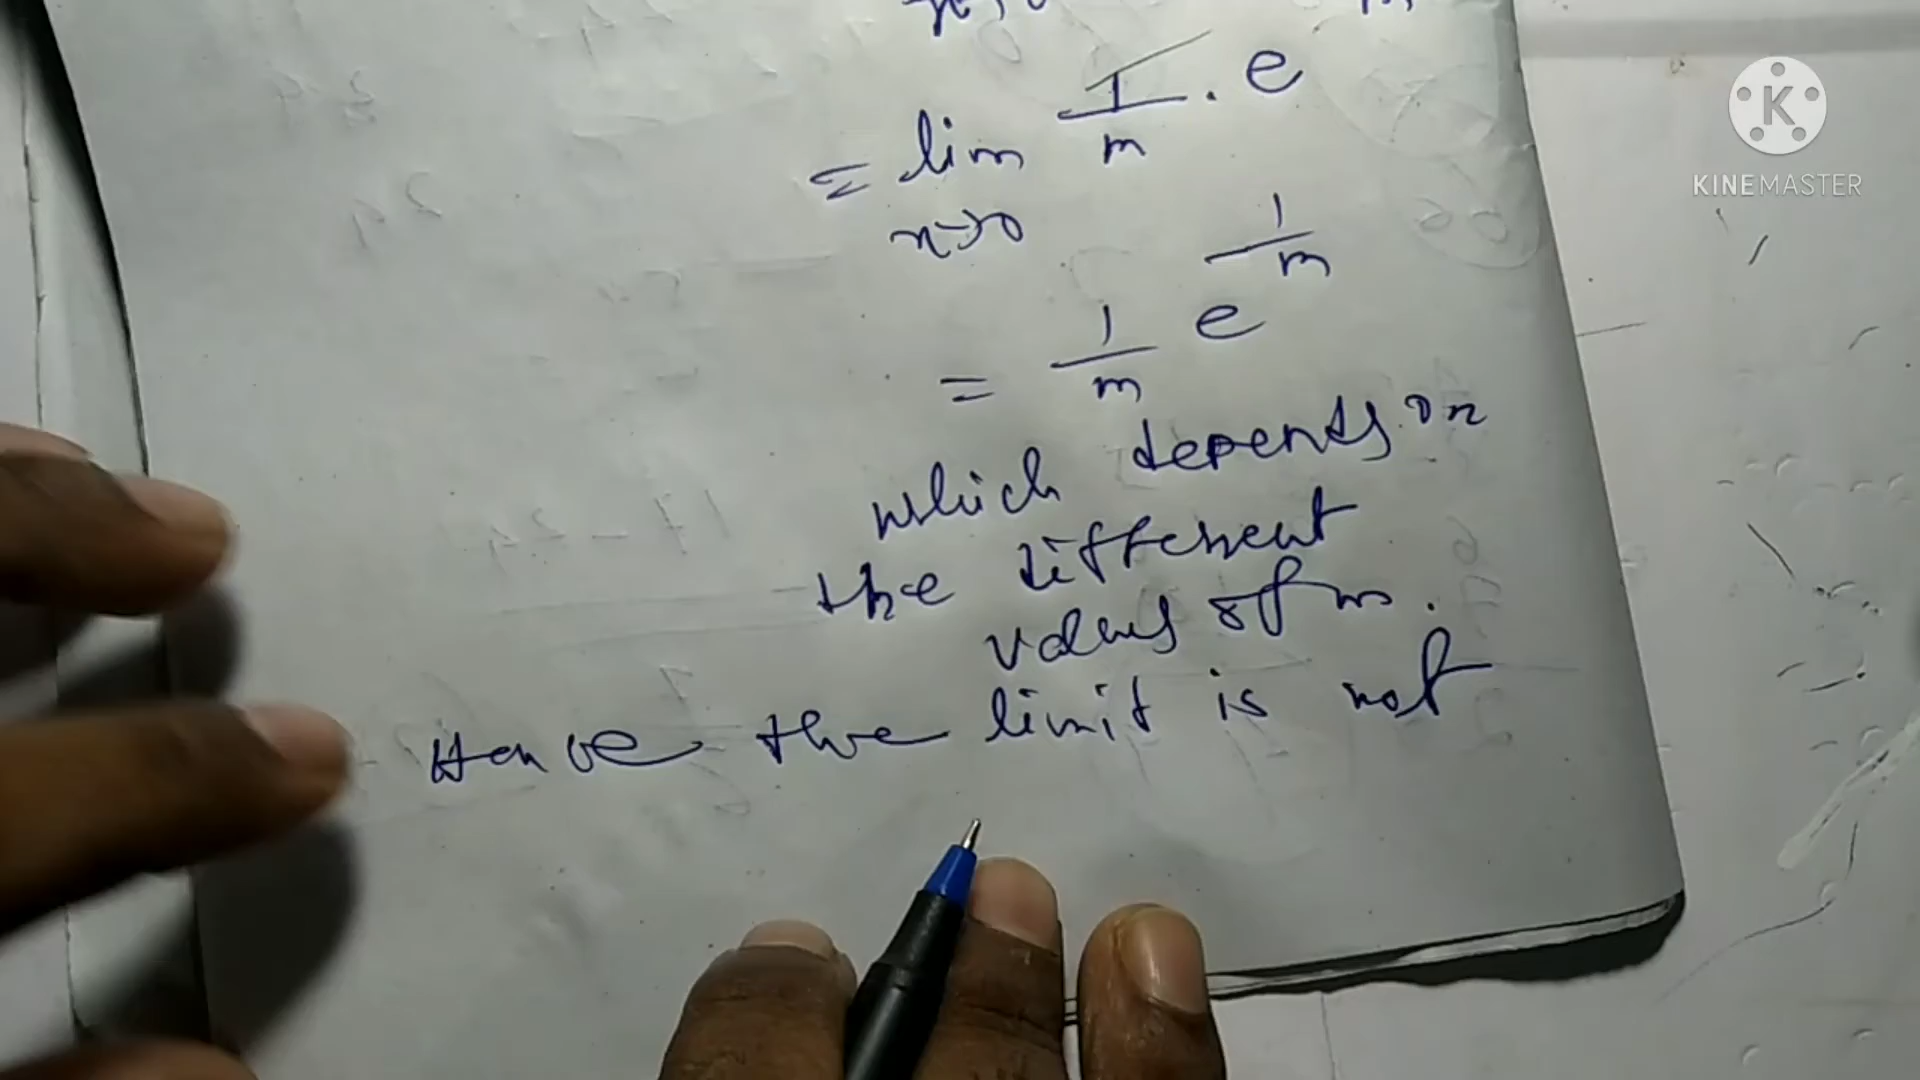 = lim 1/m . e
x→0
= 1/m e^{1/m}
which depends on
the different
values of m.
Hence the limit is not
KINEMASTER